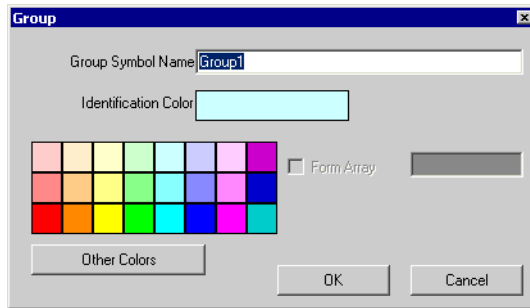 Group
Group Symbol Name Group1
Identification Color
Form Array
Other Colors
OK Cancel